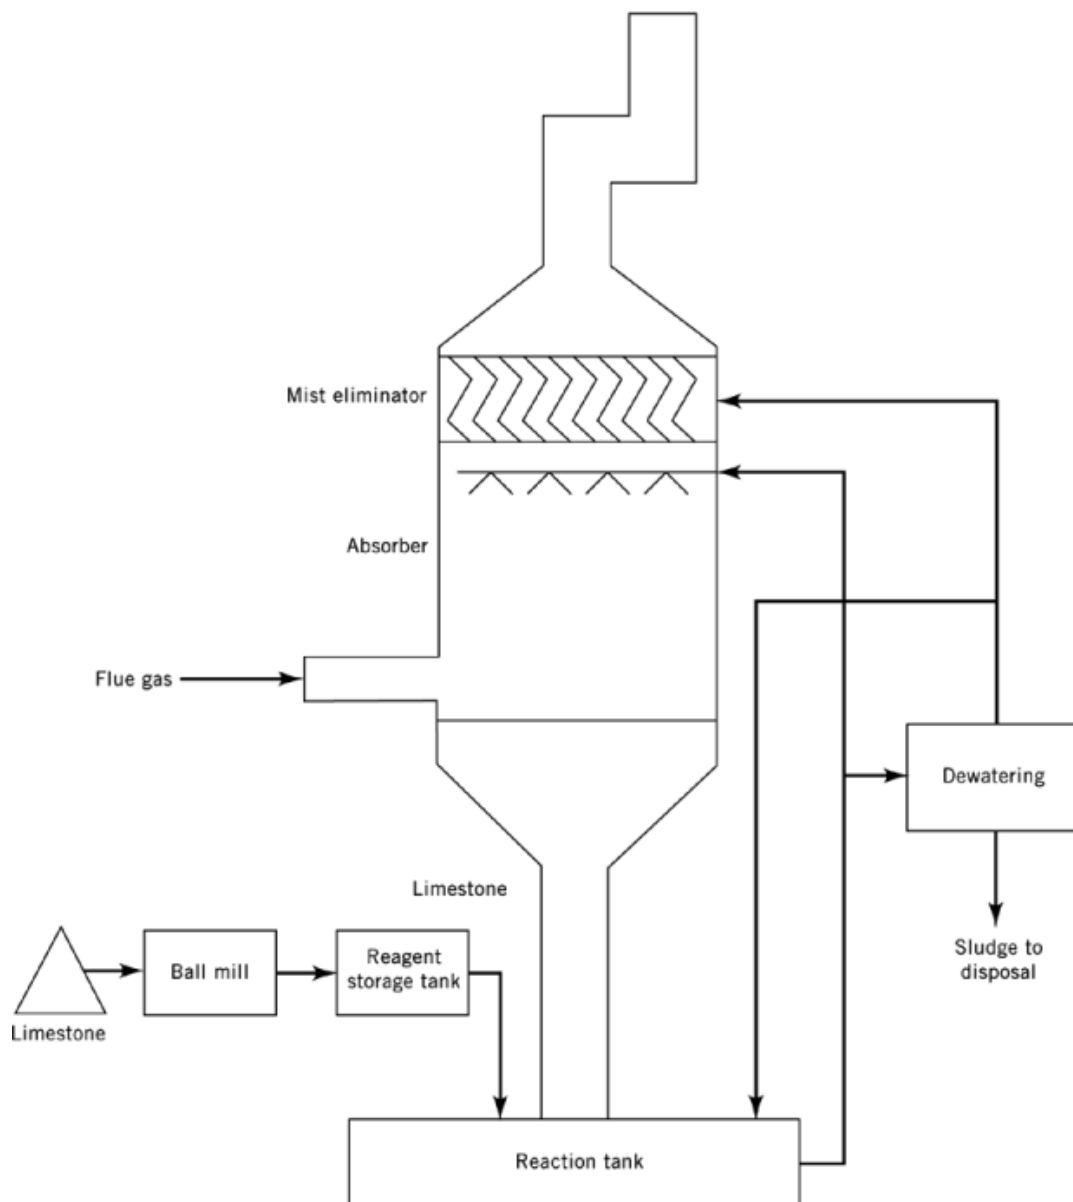 Mist eliminator
Absorber
Flue gas
Dewatering
Limestone
Sludge to
disposal
Ball mill
Reagent
storage tank
Limestone
Reaction tank